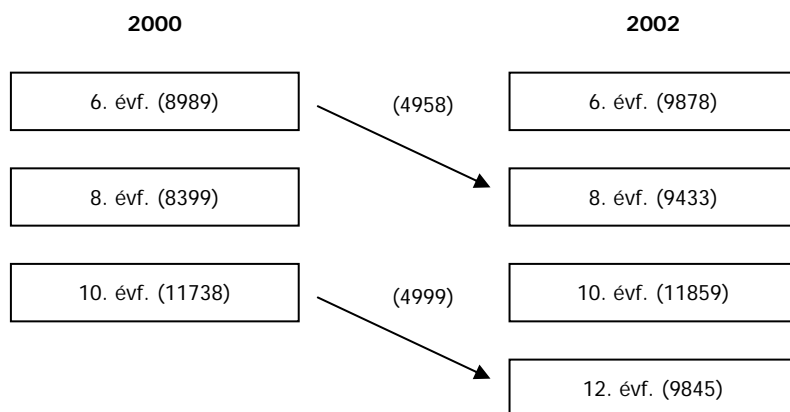 2000 2002
6. évf. (8989) (4958) 6. évf. (9878)
8. évf. (8399) 8. évf. (9433)
10. évf. (11738) (4999) 10. évf. (11859)
12. évf. (9845)